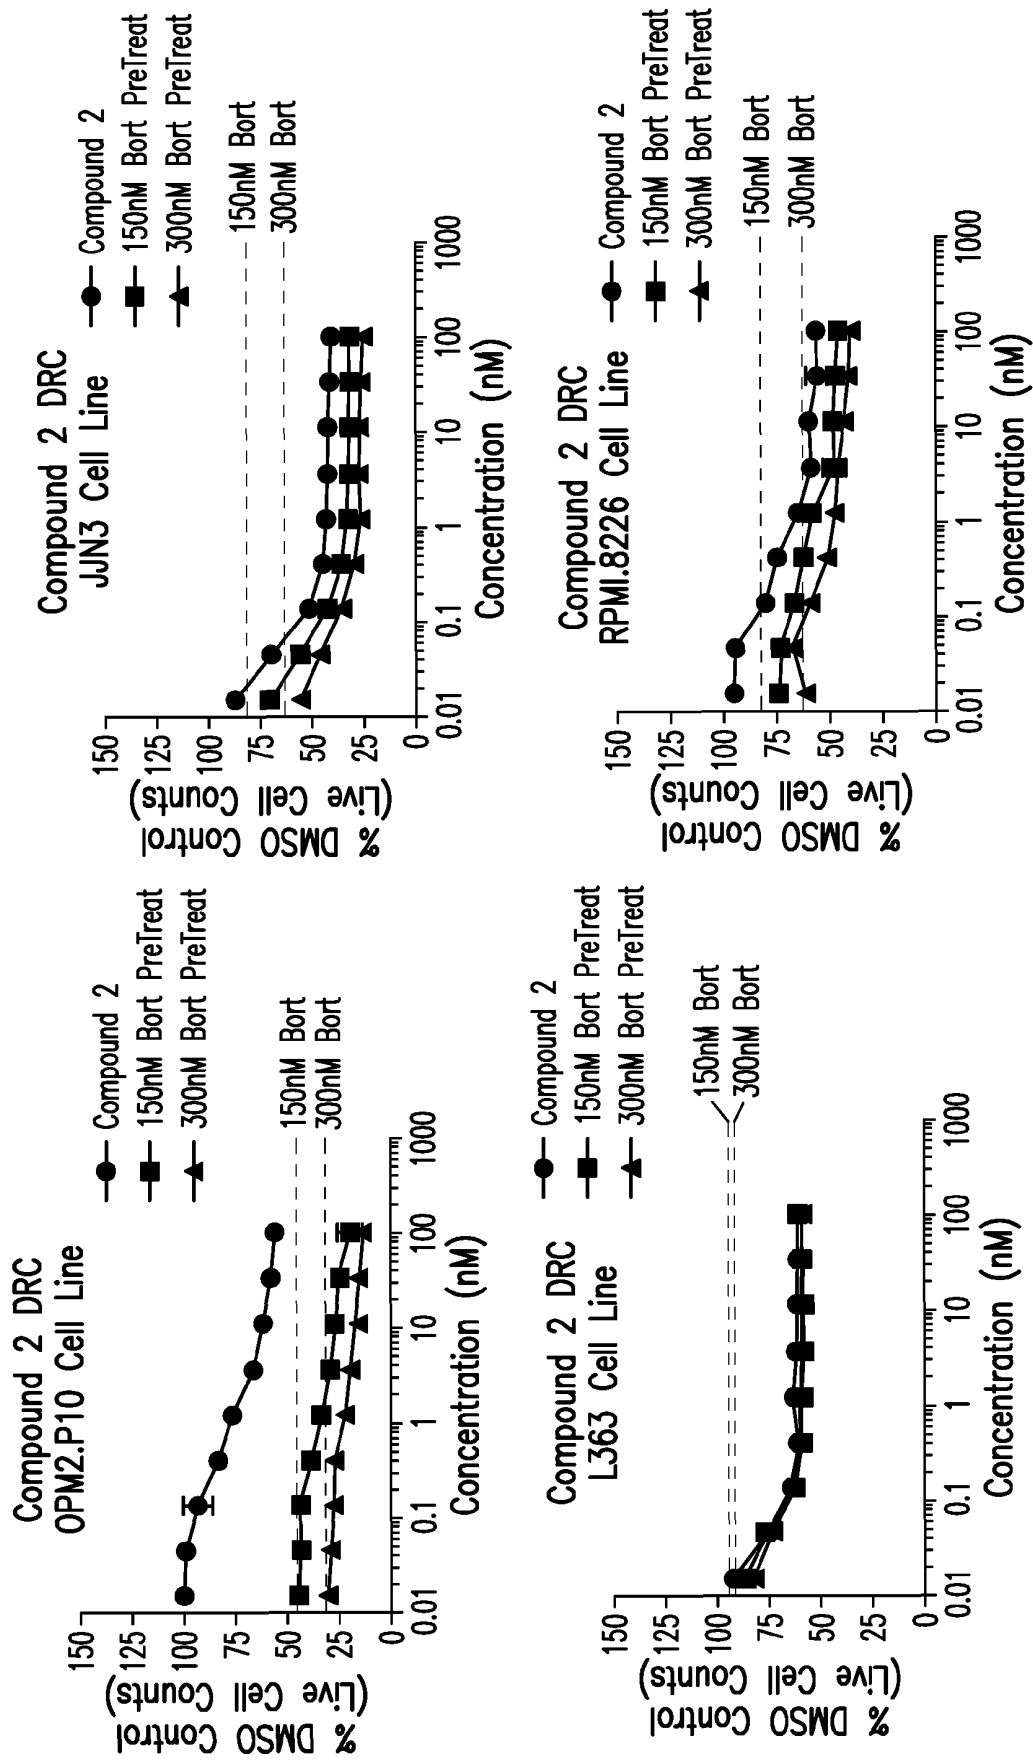 Compound 2 DRC
OPM2.P10 Cell Line
% DMSO Control
(Live Cell Counts)
150
125
100
75
50
25
0
0.01
0.1
1
10
100
1000
Concentration (nM)
Compound 2
150nM Bort PreTreat
300nM Bort PreTreat
150nM Bort
300nM Bort
Compound 2 DRC
JJN3 Cell Line
% DMSO Control
(Live Cell Counts)
150
125
100
75
50
25
0
0.01
0.1
1
10
100
1000
Concentration (nM)
Compound 2
150nM Bort PreTreat
300nM Bort PreTreat
150nM Bort
300nM Bort
Compound 2 DRC
L363 Cell Line
% DMSO Control
(Live Cell Counts)
150
125
100
75
50
25
0
0.01
0.1
1
10
100
1000
Concentration (nM)
Compound 2
150nM Bort PreTreat
300nM Bort PreTreat
150nM Bort
300nM Bort
Compound 2 DRC
RPMI.8226 Cell Line
% DMSO Control
(Live Cell Counts)
150
125
100
75
50
25
0
0.01
0.1
1
10
100
1000
Concentration (nM)
Compound 2
150nM Bort PreTreat
300nM Bort PreTreat
150nM Bort
300nM Bort